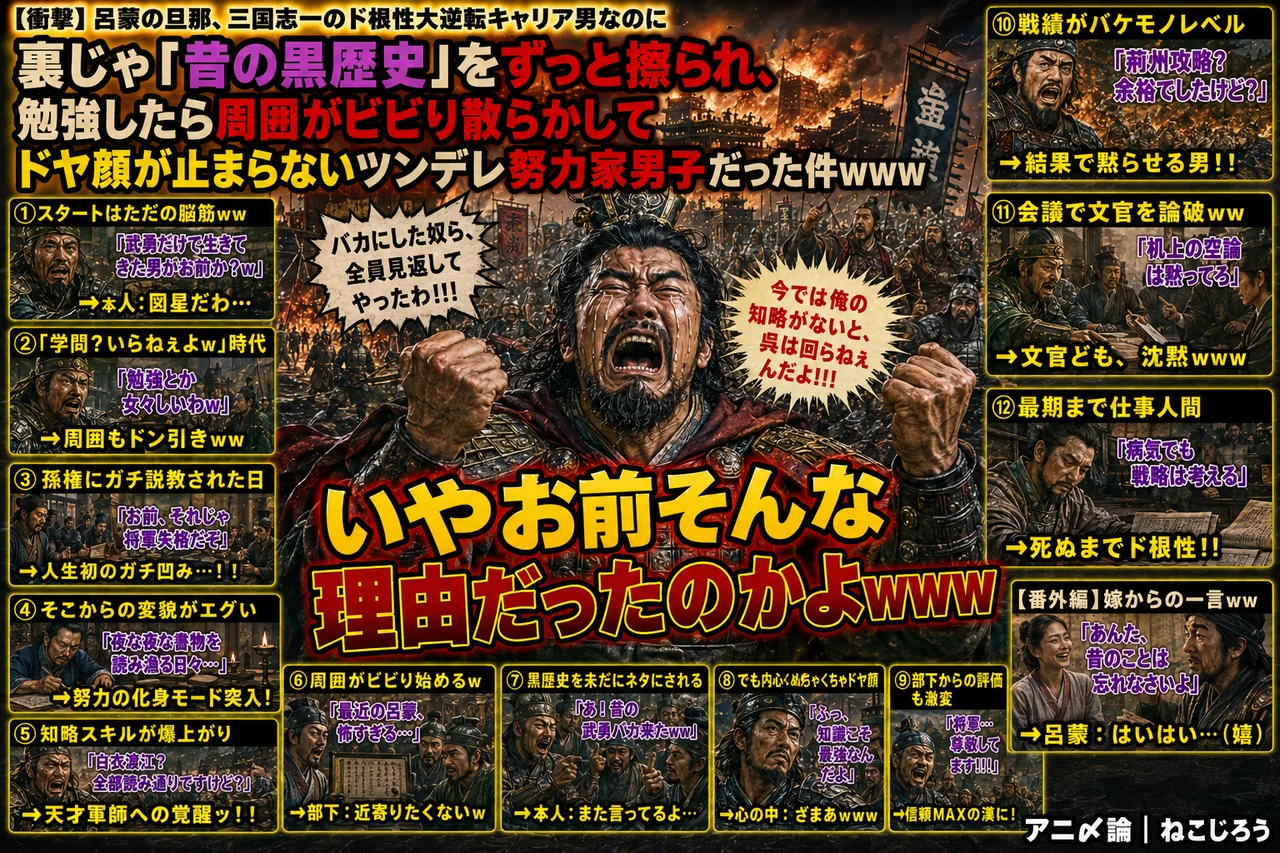 【衝撃】呂蒙の旦那、三国志一のド根性大逆転キャリア男なのに
裏じゃ「昔の黒歴史」をずっと擦られ、
勉強したら周囲がビビり散らかして
ドヤ顔が止まらないツンデレ努力家男子だった件www
バカにした奴ら、
全員見返して
やったわ!!!
今では俺の
知略がないと、
呉は回らねぇ
んだよ!!!
いやお前そんな
理由だったのかよwww
①スタートはただの脳筋ww
「武勇だけで生きて
きた男がお前か?w」
→本人:図星だわ…
②「学問?いらねぇよw」時代
「勉強とか
女々しいわw」
→周囲もドン引きww
③ 孫権にガチ説教された日
「お前、それじゃ
将軍失格だぞ」
→人生初のガチ凹み…!!
④ そこからの変貌がエグい
「夜な夜な書物を
読み漁る日々…」
→努力の化身モード突入!
⑤ 知略スキルが爆上がり
「白衣渡江?
全部読み通りですけど?」
→天才軍師への覚醒ッ!!
⑥ 周囲がビビり始めるw
「最近の呂蒙、
怖すぎる…」
→部下:近寄りたくないw
⑦ 黒歴史を未だにネタにされる
「あ!昔の
武勇バカ来たww」
→本人:また言ってるよ…
⑧ でも内心くめちゃくちゃドヤ顔
「ふっ、
知識こそ
最強なん
だよ」
→心の中:ざまあwww
⑨部下からの評価
も激変
「将軍…
尊敬して
ます!!!」
→信頼MAXの漢に!
⑩戦績がバケモノレベル
「荊州攻略?
余裕でしたけど?」
→結果で黙らせる男!!
⑪ 会議で文官を論破ww
「机上の空論
は黙ってろ」
→文官ども、沈黙www
⑫ 最期まで仕事人間
「病気でも
戦略は考える」
→死ぬまでド根性!!
【番外編】嫁からの一言ww
「あんた、
昔のことは
忘れなさいよ」
→呂蒙:はいはい…(嬉)
アニメ論|ねこじろう